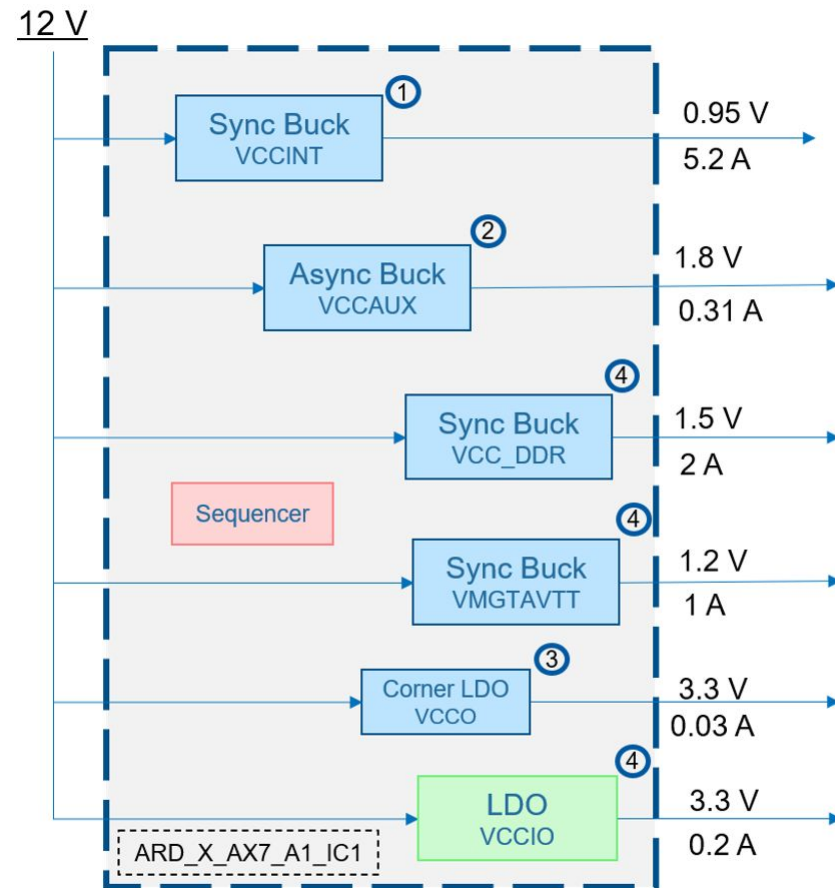 12 V
1
Sync Buck
VCCINT
0.95 V
5.2 A
2
Async Buck
VCCAUX
1.8 V
0.31 A
4
Sync Buck
VCC_DDR
1.5 V
2 A
Sequencer
4
Sync Buck
VMGTAVTT
1.2 V
1 A
3
Corner LDO
VCCO
3.3 V
0.03 A
4
LDO
VCCIO
3.3 V
0.2 A
ARD_X_AX7_A1_IC1